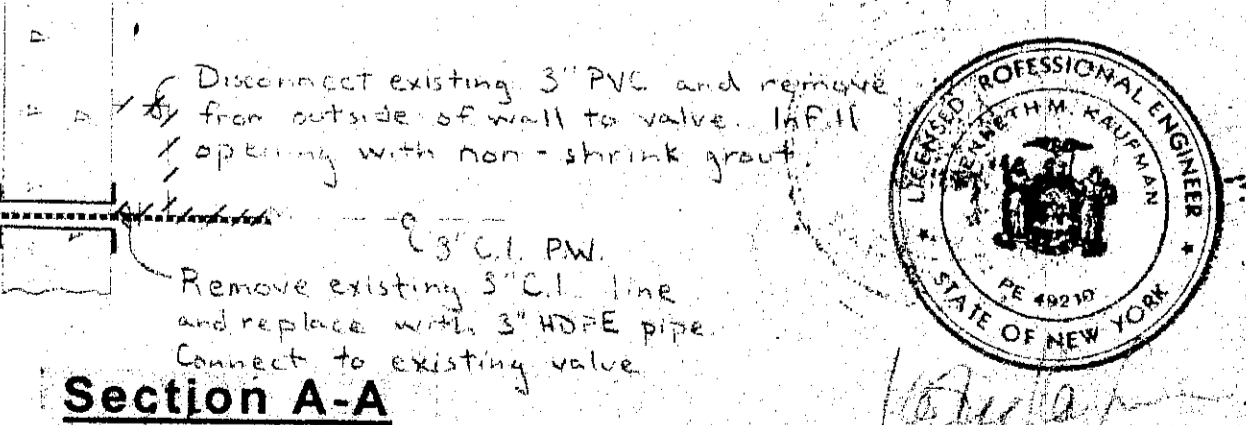 Disconnect existing 3" PVC and remove
from outside of wall to valve. Infill
opening with non-shrink grout.
3" C.I. P.W.
Remove existing 3" C.I. line
and replace with 3" HDPE pipe
Connect to existing valve
Section A-A
LICENSED PROFESSIONAL ENGINEER
KENNETH M. KAUFMAN
PE 49210
STATE OF NEW YORK